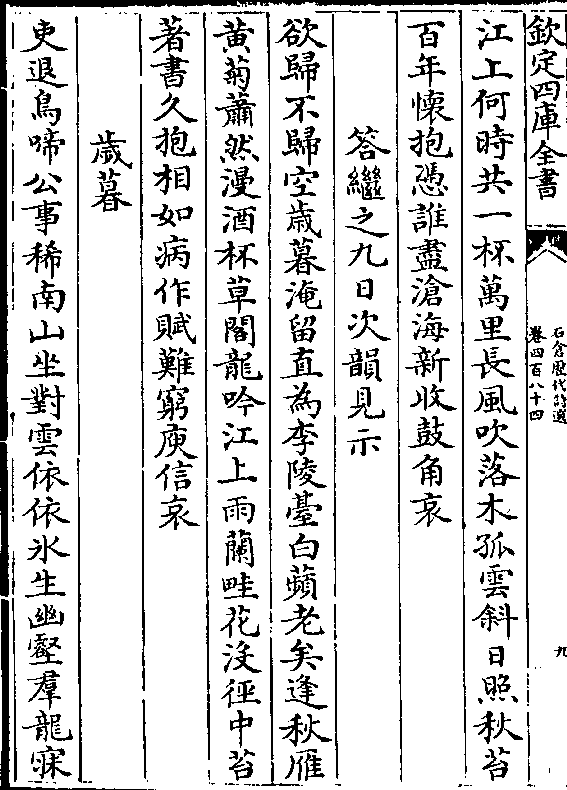 欽定四庫全書
石倉歷代詩選
卷四百八十四
九
江上何時共一杯萬里長風吹落木孤雲斜日照秋苔
百年懷抱憑誰盡滄海新收鼓角哀
答繼之九日次韻見示
欲歸不歸空歲暮淹留直為李陵臺白蘋老矣逢秋雁
黄菊蕭然漫酒杯草閣龍吟江上雨蘭畦花沒徑中苔
著書久抱相如病作賦難窮庾信哀
歲暮
吏退鳥啼公事稀南山坐對雲依依氷生幽壑羣龍寐